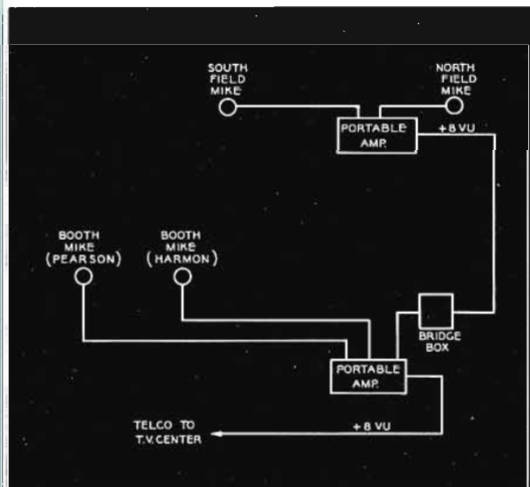 SOUTH
FIELD
MIKE
NORTH
FIELD
MIKE
PORTABLE
AMP.
+8 VU
BOOTH
MIKE
(PEARSON)
BOOTH
MIKE
(HARMON)
BRIDGE
BOX
PORTABLE
AMP.
TELCO TO
T.V. CENTER
+8 VU